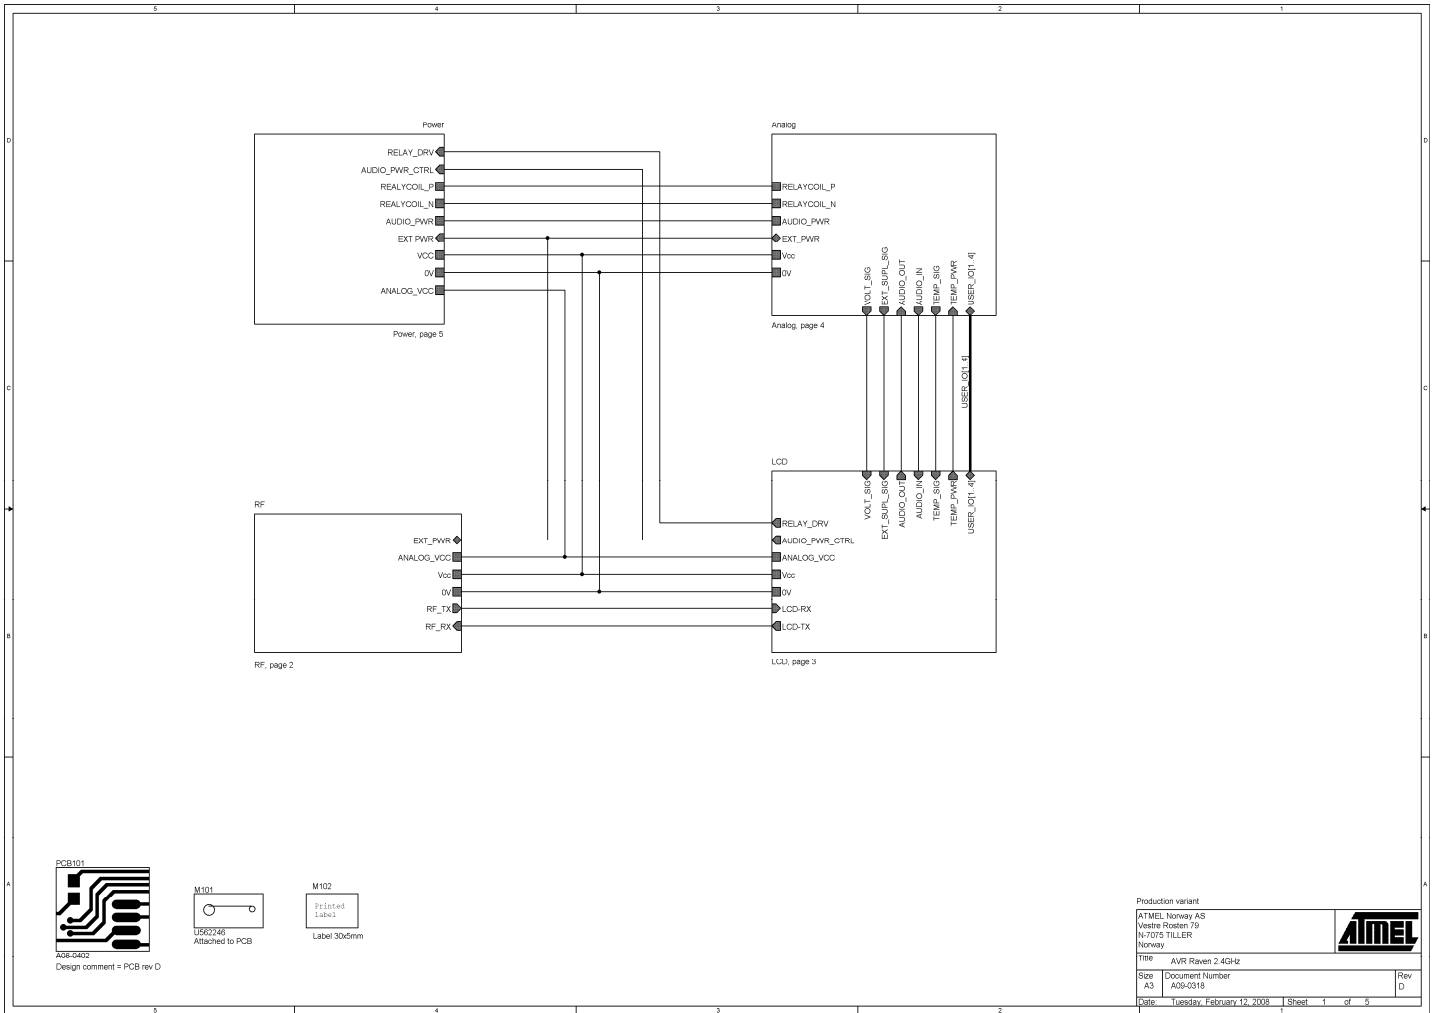 5 4 3 2 1
D D
C C
B B
A A
5 4 3 2 1
Power
RELAY_DRV
AUDIO_PWR_CTRL
REALYCOIL_P
REALYCOIL_N
AUDIO_PWR
EXT PWR
VCC
0V
ANALOG_VCC
Power, page 5
Analog
RELAYCOIL_P
RELAYCOIL_N
AUDIO_PWR
EXT_PWR
Vcc
0V
VOLT_SIG
EXT_SUPL_SIG
AUDIO_OUT
AUDIO_IN
TEMP_SIG
TEMP_PWR
USER_IO[1..4]
Analog, page 4
USER_IO[1..4]
RF
EXT_PWR
ANALOG_VCC
Vcc
0V
RF_TX
RF_RX
RF, page 2
LCD
VOLT_SIG
EXT_SUPL_SIG
AUDIO_OUT
AUDIO_IN
TEMP_SIG
TEMP_PWR
USER_IO[1..4]
RELAY_DRV
AUDIO_PWR_CTRL
ANALOG_VCC
Vcc
0V
LCD-RX
LCD-TX
LCD, page 3
PCB101
A08-0402
Design comment = PCB rev D
M101
U562246
Attached to PCB
M102
Printed
label
Label 30x5mm
Production variant
ATMEL Norway AS
Vestre Rosten 79
N-7075 TILLER
Norway
ATMEL
Title
AVR Raven 2.4GHz
Size Document Number Rev
A3 A09-0318 D
Date: Tuesday, February 12, 2008 Sheet 1 of 5